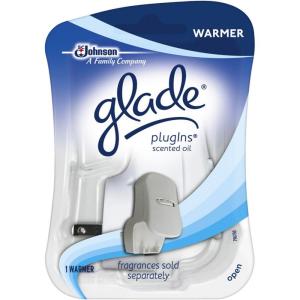 WARMER
SC Johnson
A Family Company
glade®
plugIns®
scented oil
1 WARMER
fragrances sold
separately
open